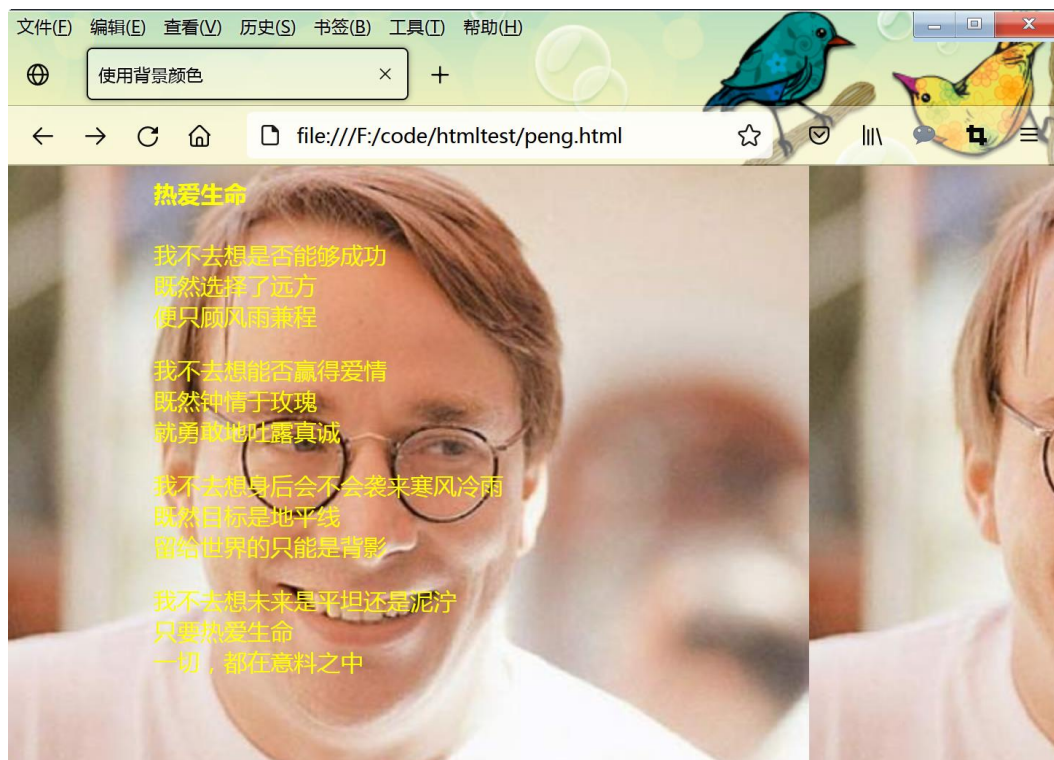 文件(F) 编辑(E) 查看(V) 历史(S) 书签(B) 工具(T) 帮助(H)
使用背景颜色
file:///F:/code/htmltest/peng.html
热爱生命
我不去想是否能够成功
既然选择了远方
便只顾风雨兼程
我不去想能否赢得爱情
既然钟情于玫瑰
就勇敢地吐露真诚
我不去想身后会不会袭来寒风冷雨
既然目标是地平线
留给世界的只能是背影
我不去想未来是平坦还是泥泞
只要热爱生命
一切，都在意料之中